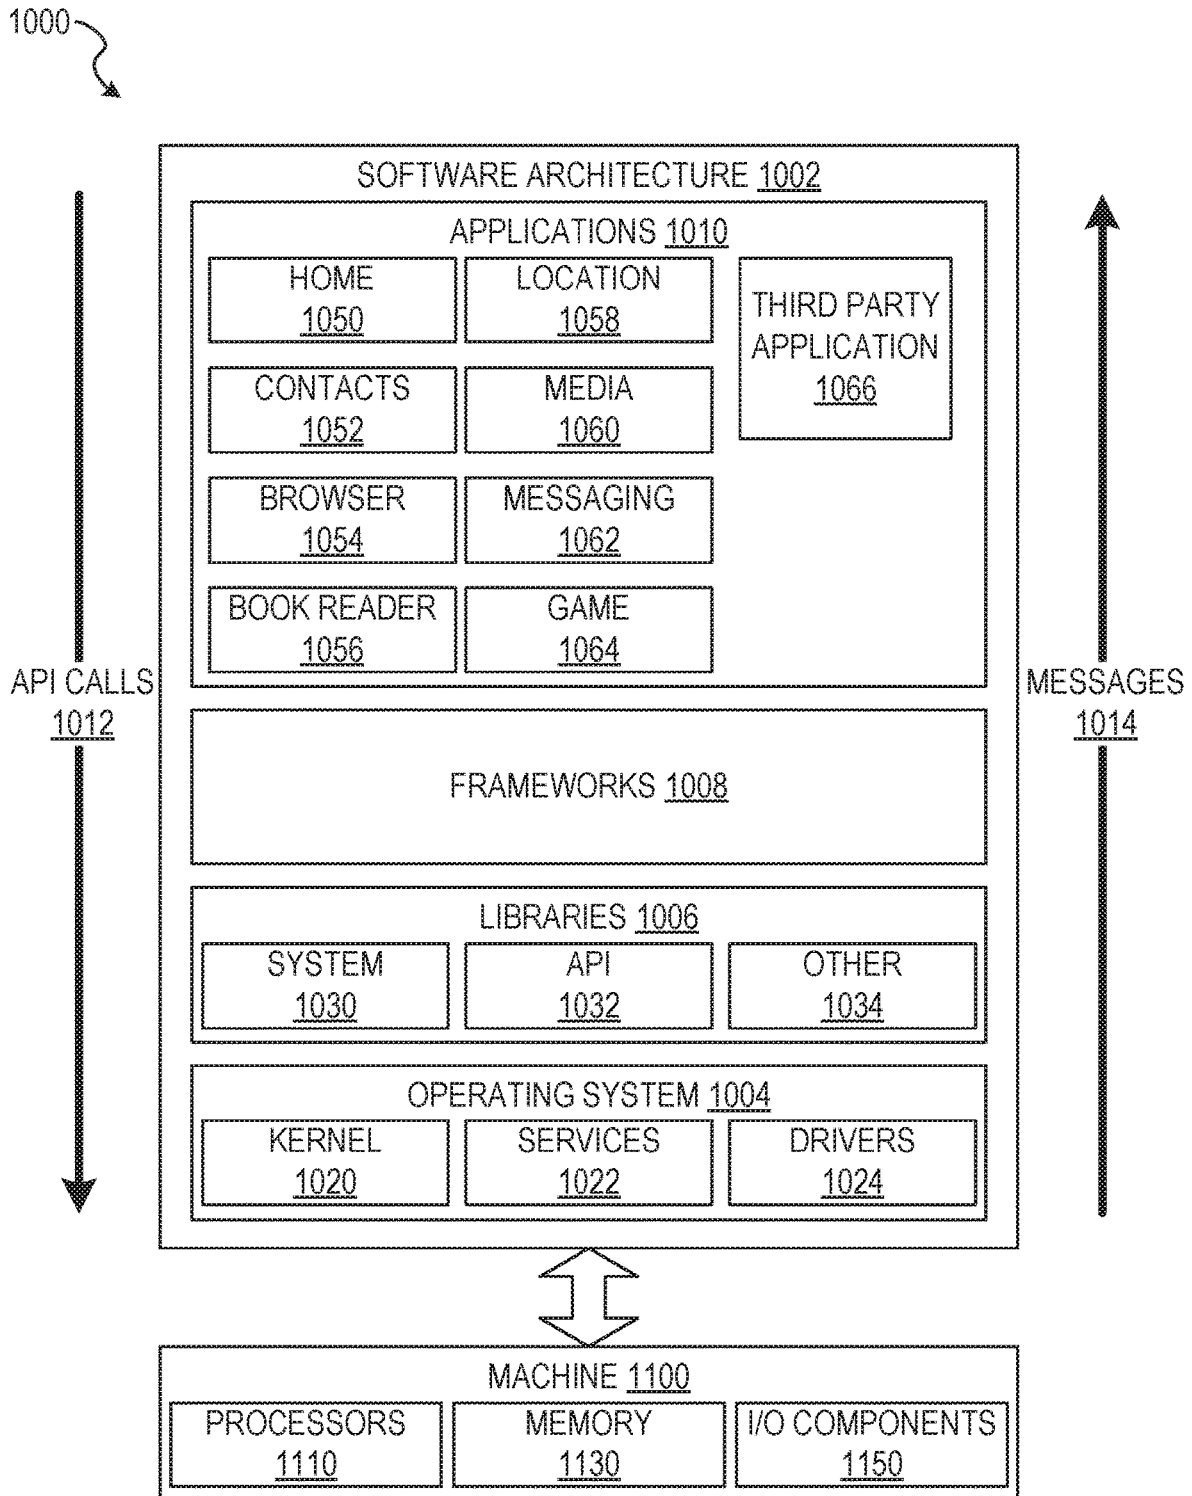 1000
SOFTWARE ARCHITECTURE 1002
APPLICATIONS 1010
HOME
1050
LOCATION
1058
THIRD PARTY
APPLICATION
1066
CONTACTS
1052
MEDIA
1060
BROWSER
1054
MESSAGING
1062
BOOK READER
1056
GAME
1064
API CALLS
1012
MESSAGES
1014
FRAMEWORKS 1008
LIBRARIES 1006
SYSTEM
1030
API
1032
OTHER
1034
OPERATING SYSTEM 1004
KERNEL
1020
SERVICES
1022
DRIVERS
1024
MACHINE 1100
PROCESSORS
1110
MEMORY
1130
I/O COMPONENTS
1150